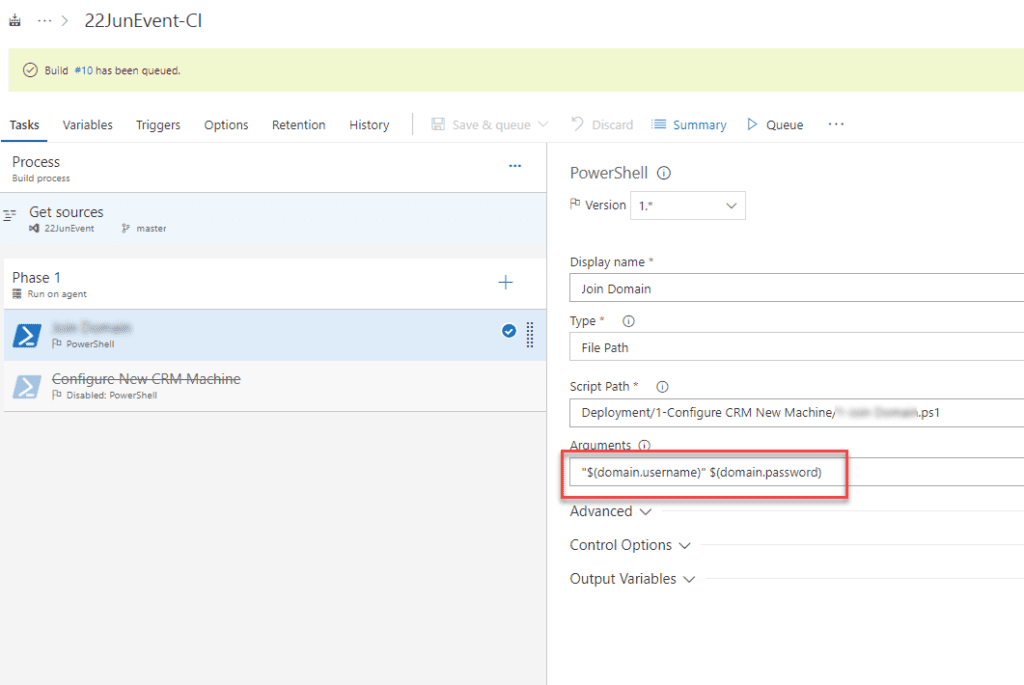 ··· > 22JunEvent-CI
Build #10 has been queued.
Tasks Variables Triggers Options Retention History Save & queue Discard Summary Queue ···
Process ···
Build process
Get sources
22JunEvent master
Phase 1 +
Run on agent
PowerShell
Configure New CRM Machine
Disabled: PowerShell
PowerShell
Version 1.*
Display name *
Join Domain
Type *
File Path
Script Path *
Deployment/1-Configure CRM New Machine/ .ps1
Arguments
"$(domain.username)" $(domain.password)
Advanced
Control Options
Output Variables